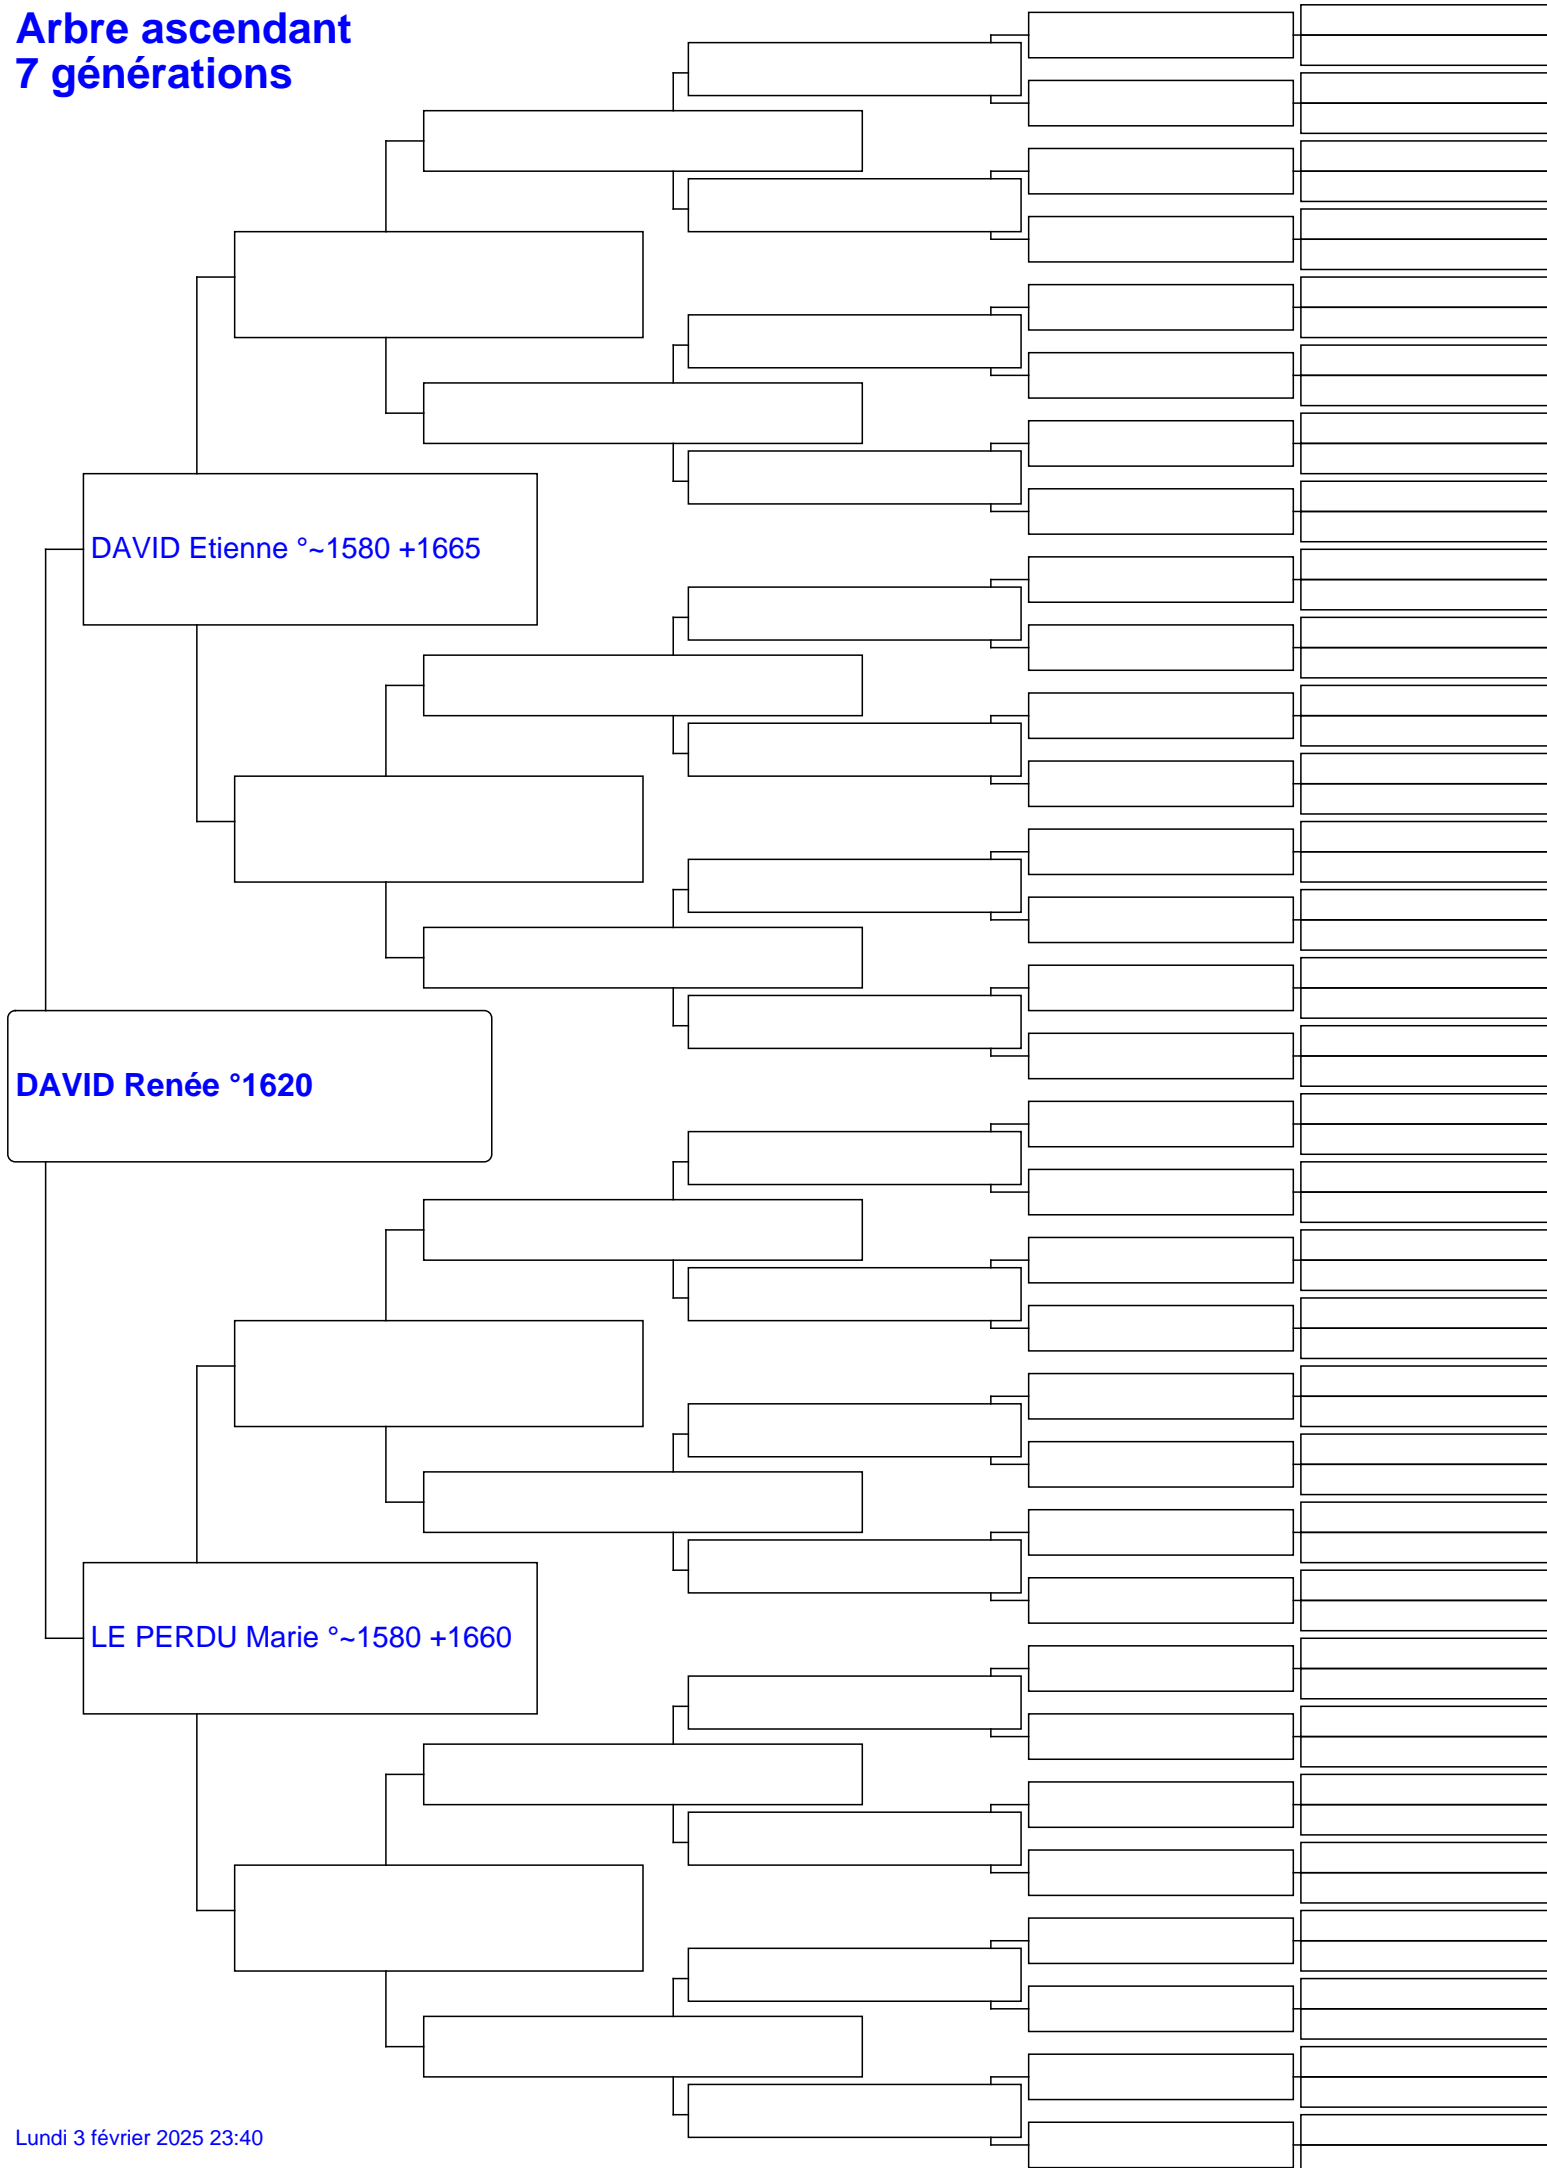 Arbre ascendant
7 générations
DAVID Etienne °~1580 +1665
DAVID Renée °1620
LE PERDU Marie °~1580 +1660
Lundi 3 février 2025 23:40